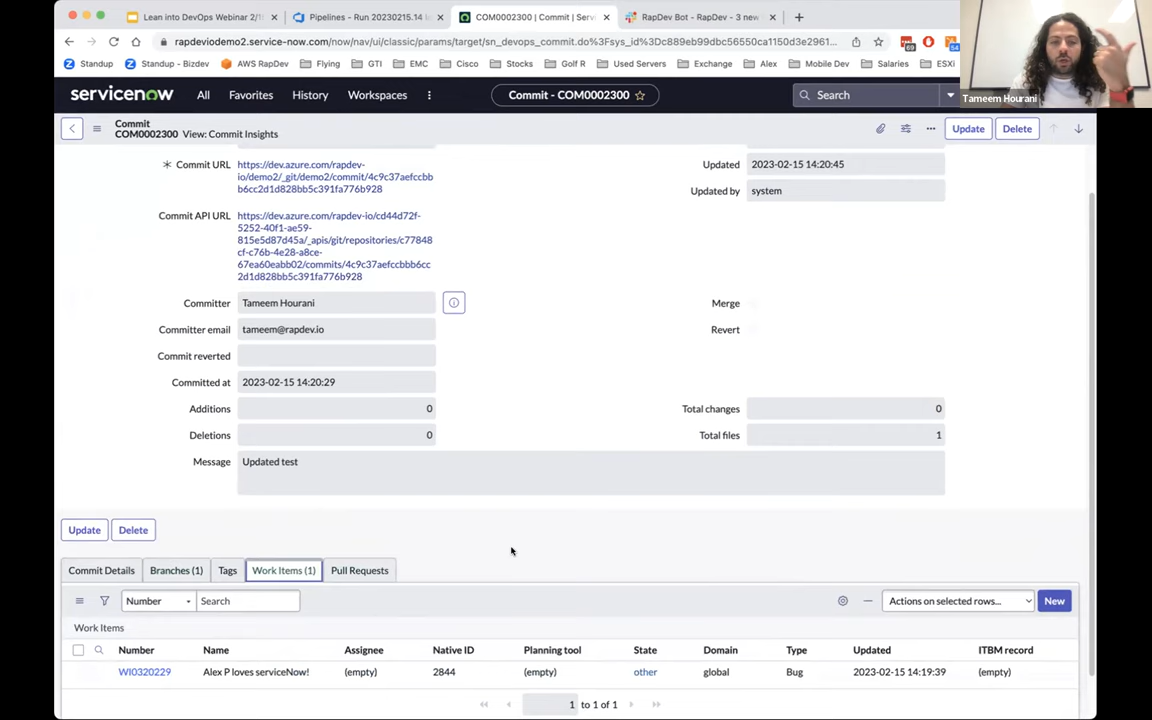 Lean into DevOps Webinar 2/1
Pipelines - Run 20230215.14
COM0002300 | Commit | Servi
RapDev Bot - RapDev - 3 new
rapdeviodemo2.service-now.com/now/nav/ui/classic/params/target/sn_devops_commit.do%3Fsys_id%3Dc889eb99dbc56550ca1150d3e2961...
69
54
Standup
Standup - Bizdev
AWS RapDev
Flying
GTI
EMC
Cisco
Stocks
Golf R
Used Servers
Exchange
Alex
Mobile Dev
Salaries
ESXi
Tameem Hourani
servicenow
All
Favorites
History
Workspaces
Commit - COM0002300
Search
Commit
COM0002300 View: Commit Insights
Update
Delete
Commit URL
https://dev.azure.com/rapdev-
io/demo2/_git/demo2/commit/4c9c37aefccbb
b6cc2d1d828bb5c391fa776b928
Updated
2023-02-15 14:20:45
Updated by
system
Commit API URL
https://dev.azure.com/rapdev-io/cd44d72f-
5252-40f1-ae59-
815e5d87d45a/_apis/git/repositories/c77848
cf-c76b-4e28-a8ce-
67ea60eabb02/commits/4c9c37aefccbbb6cc
2d1d828bb5c391fa776b928
Committer
Tameem Hourani
Merge
Committer email
tameem@rapdev.io
Revert
Commit reverted
Committed at
2023-02-15 14:20:29
Additions
0
Total changes
0
Deletions
0
Total files
1
Message
Updated test
Update
Delete
Commit Details
Branches (1)
Tags
Work Items (1)
Pull Requests
Number
Search
Actions on selected rows...
New
Work Items
Number
Name
Assignee
Native ID
Planning tool
State
Domain
Type
Updated
ITBM record
WI0320229
Alex P loves serviceNow!
(empty)
2844
(empty)
other
global
Bug
2023-02-15 14:19:39
(empty)
1 to 1 of 1